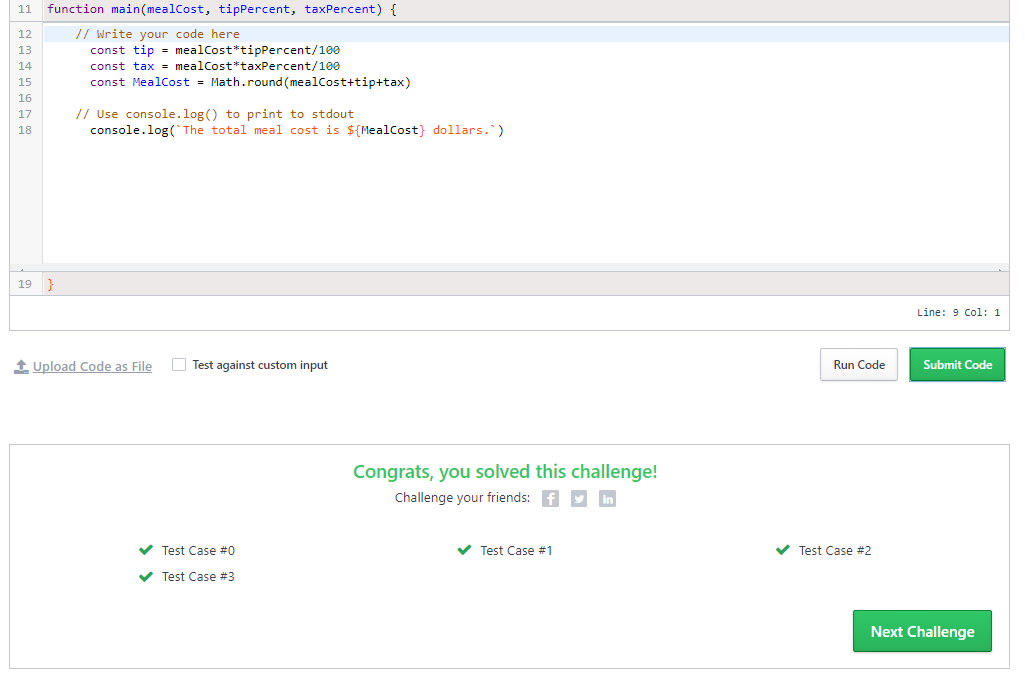 11 function main(mealCost, tipPercent, taxPercent) {
12 // Write your code here
13 const tip = mealCost*tipPercent/100
14 const tax = mealCost*taxPercent/100
15 const MealCost = Math.round(mealCost+tip+tax)
16
17 // Use console.log() to print to stdout
18 console.log(`The total meal cost is ${MealCost} dollars.`)
19 }
Line: 9 Col: 1
Upload Code as File Test against custom input Run Code Submit Code
Congrats, you solved this challenge!
Challenge your friends:
Test Case #0 Test Case #1 Test Case #2
Test Case #3
Next Challenge